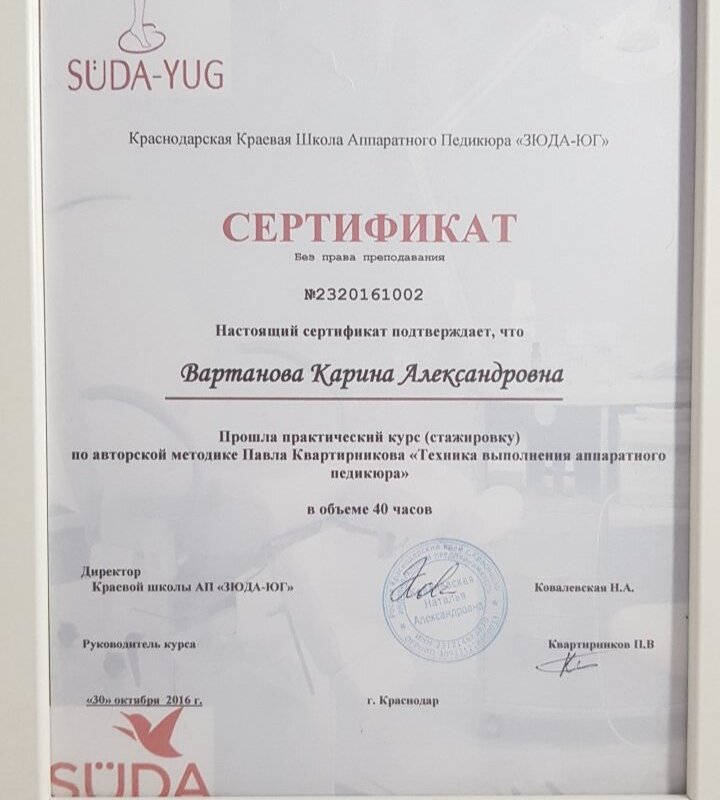 SÜDA-YUG
Краснодарская Краевая Школа Аппаратного Педикюра «ЗЮДА-ЮГ»
СЕРТИФИКАТ
Без права преподавания
№2320161002
Настоящий сертификат подтверждает, что
Вартанова Карина Александровна
Прошла практический курс (стажировку)
по авторской методике Павла Квартирникова «Техника выполнения аппаратного
педикюра»
в объеме 40 часов
Директор
Краевой школы АП «ЗЮДА-ЮГ»
Ковалевская Н.А.
Наталья
Александровна
Руководитель курса
Квартирников П.В
«30» октября 2016 г.
г. Краснодар
SÜDA